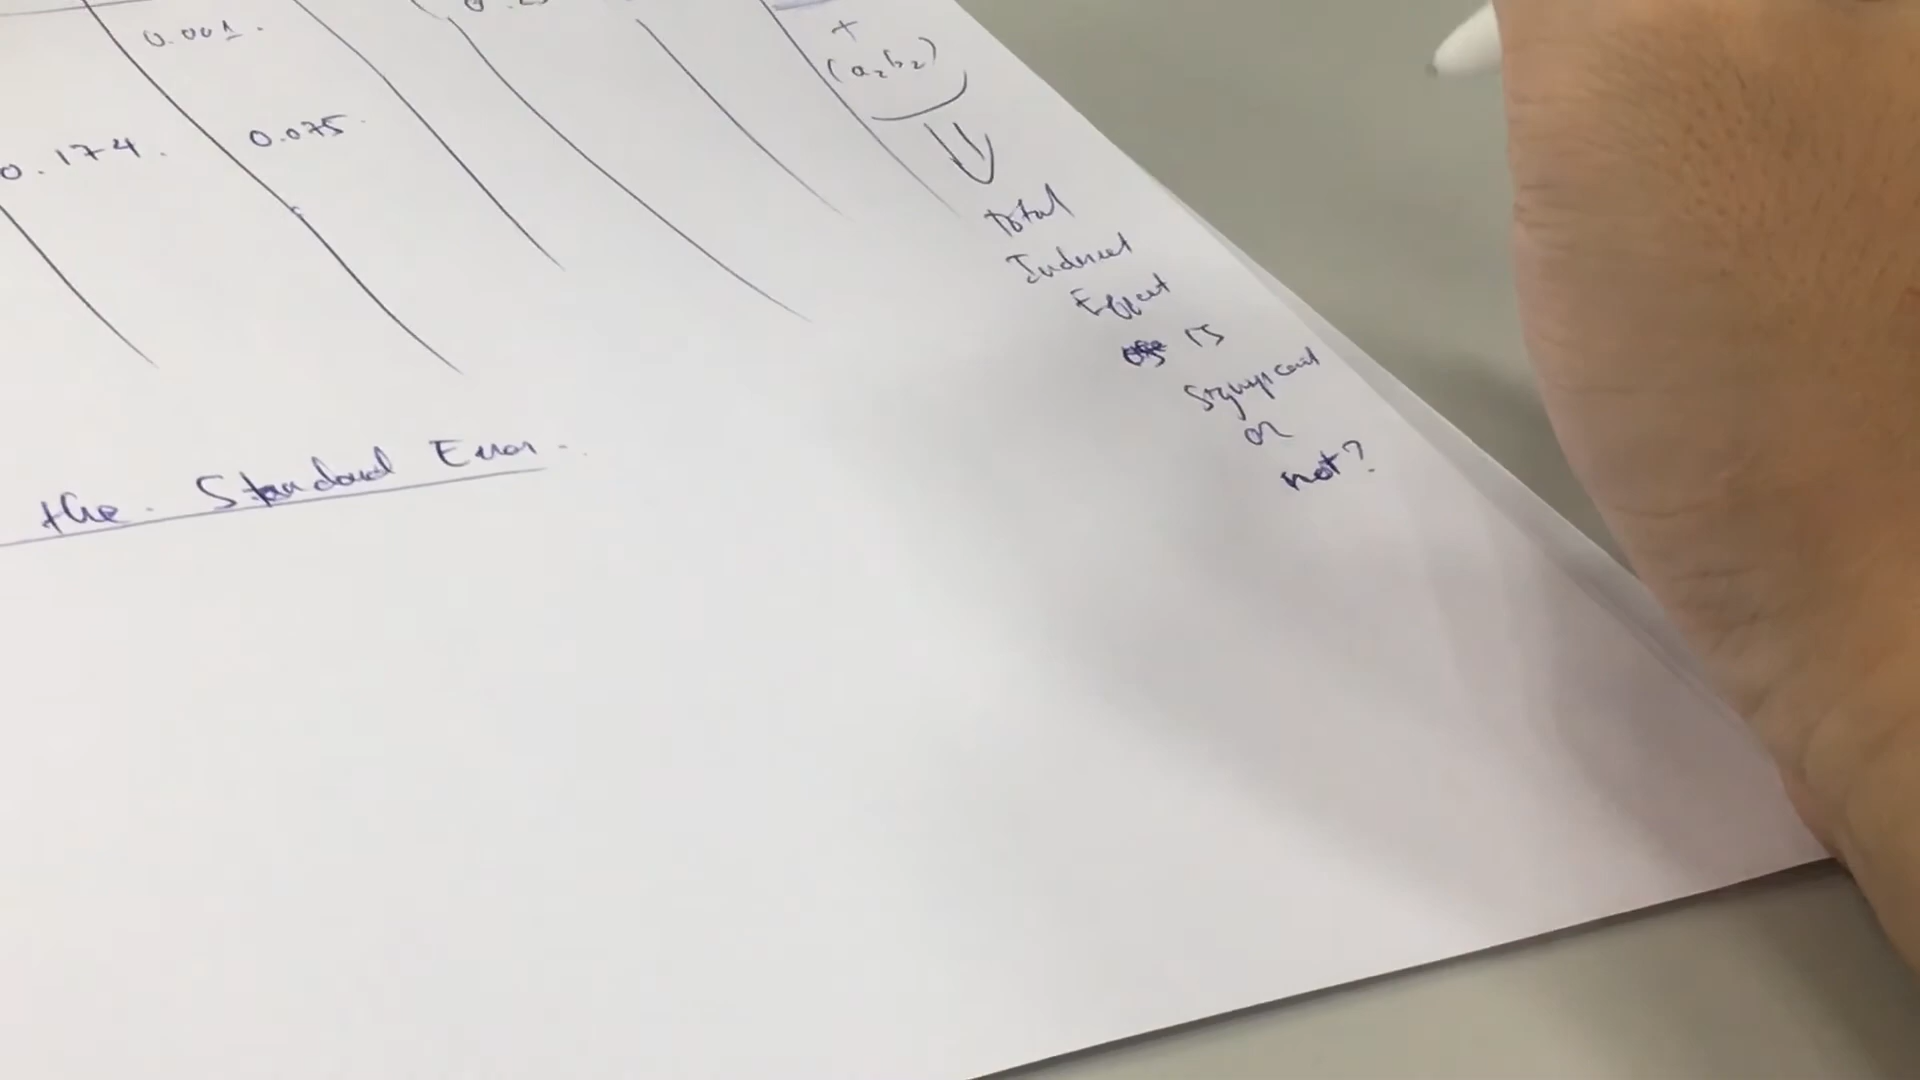 0.001.
0.174.
0.075
+
(a₂b₂)
Total
Indirect
Effect
is
Significant
or
not?
the. Standard Error.